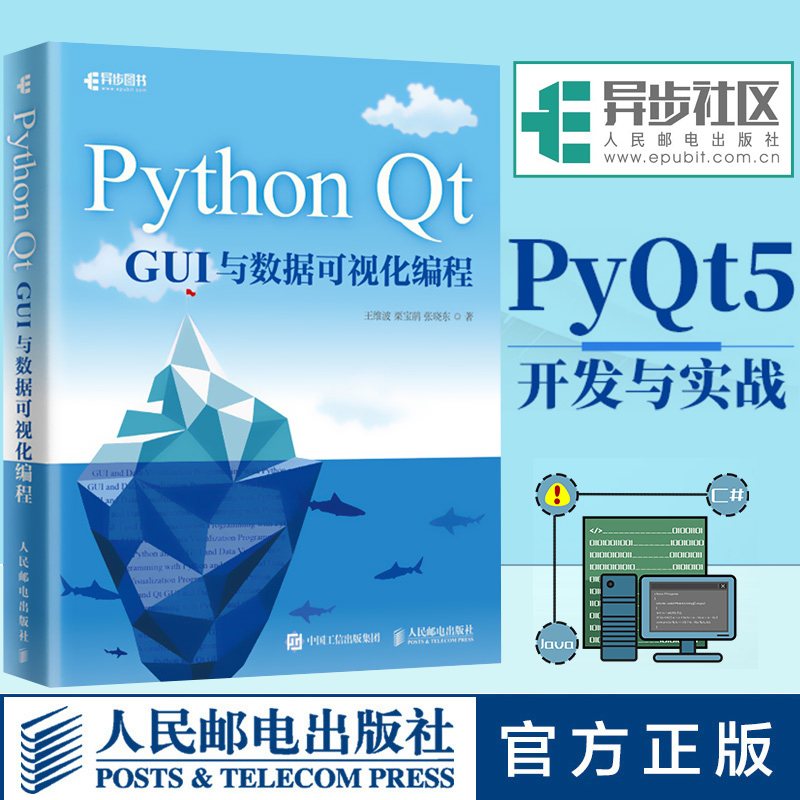 异步图书
www.epubit.com
Python Qt
GUI与数据可视化编程
王维波 栗宝鹃 张晓东 著
中国工信出版集团
人民邮电出版社
POSTS & TELECOM PRESS
Python Qt GUI与数据可视化编程
人民邮电出版社
异步社区
人民邮电出版社
www.epubit.com.cn
PyQt5
开发与实战
C#
Java
人民邮电出版社
POSTS & TELECOM PRESS
官方正版